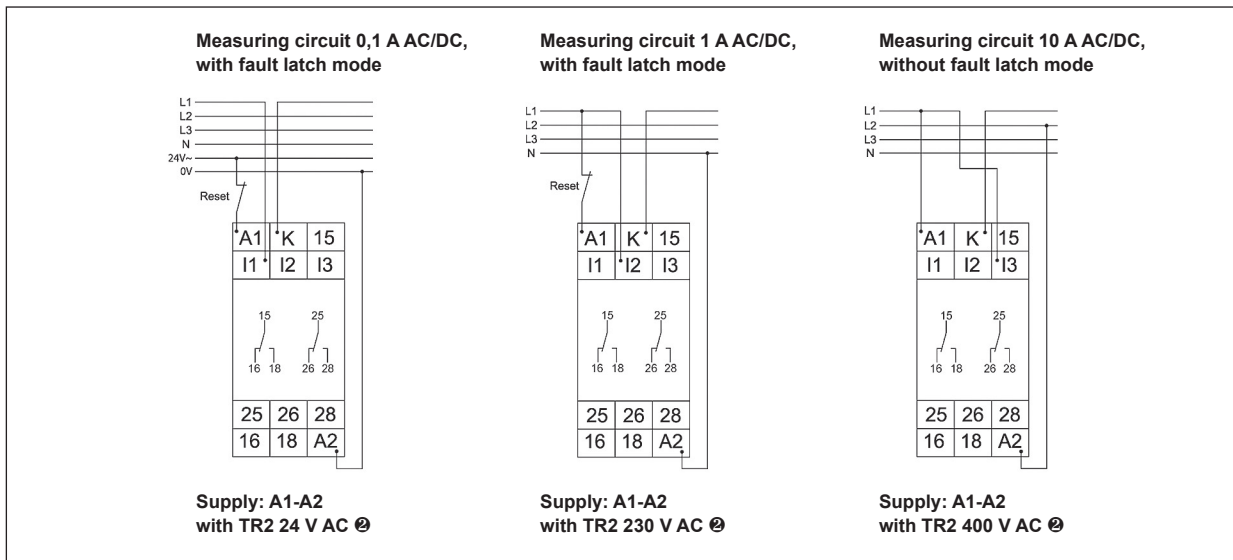 Measuring circuit 0,1 A AC/DC,
with fault latch mode
L1
L2
L3
N
24V~
0V
Reset
A1 K 15
I1 I2 I3
15 25
16 18 26 28
25 26 28
16 18 A2
Supply: A1-A2
with TR2 24 V AC ❷
Measuring circuit 1 A AC/DC,
with fault latch mode
L1
L2
L3
N
Reset
A1 K 15
I1 I2 I3
15 25
16 18 26 28
25 26 28
16 18 A2
Supply: A1-A2
with TR2 230 V AC ❷
Measuring circuit 10 A AC/DC,
without fault latch mode
L1
L2
L3
N
A1 K 15
I1 I2 I3
15 25
16 18 26 28
25 26 28
16 18 A2
Supply: A1-A2
with TR2 400 V AC ❷